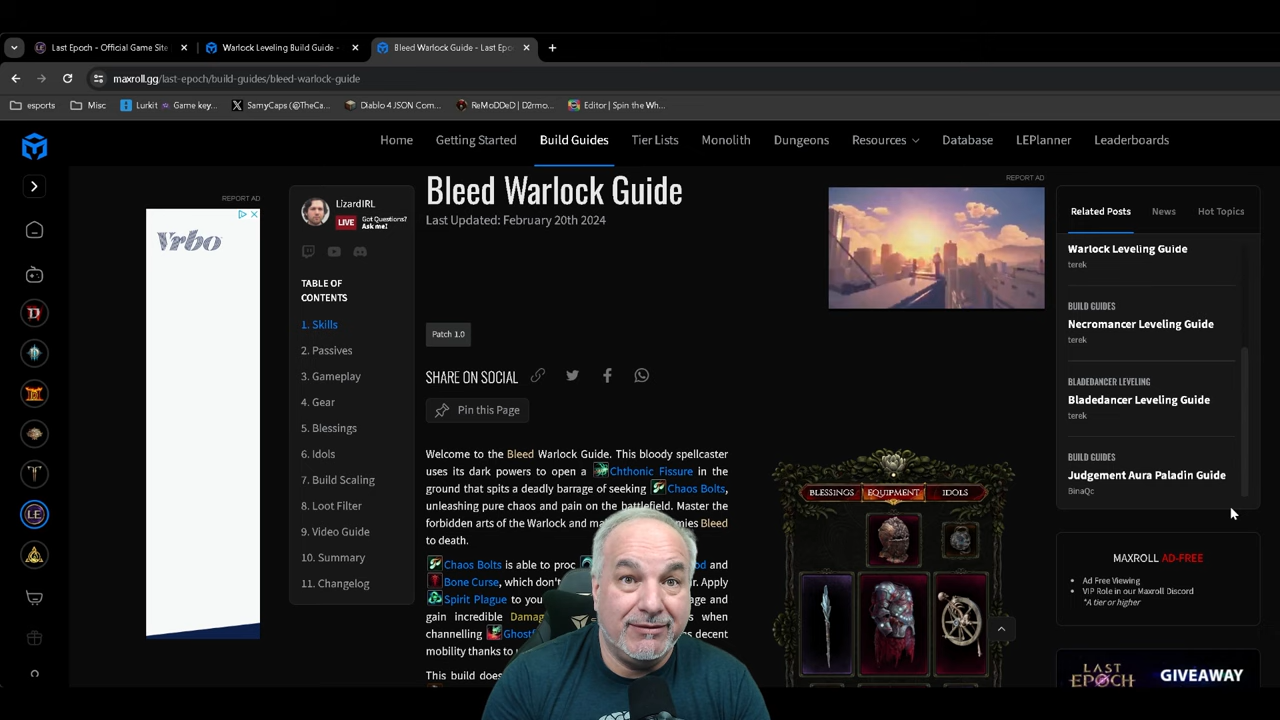 Last Epoch - Official Game Site
Warlock Leveling Build Guide -
Bleed Warlock Guide - Last Epo
maxroll.gg/last-epoch/build-guides/bleed-warlock-guide
esports
Misc
Lurkit
Game key...
SamyCaps (@TheCa...
Diablo 4 JSON Com...
ReMoDDeD | D2rmo...
Editor | Spin the Wh...
Home
Getting Started
Build Guides
Tier Lists
Monolith
Dungeons
Resources
Database
LEPlanner
Leaderboards
REPORT AD
Vrbo
LizardIRL
LIVE
Got Questions?
Ask me!
TABLE OF
CONTENTS
1. Skills
2. Passives
3. Gameplay
4. Gear
5. Blessings
6. Idols
7. Build Scaling
8. Loot Filter
9. Video Guide
10. Summary
11. Changelog
Bleed Warlock Guide
Last Updated: February 20th 2024
Patch 1.0
SHARE ON SOCIAL
Pin this Page
Welcome to the Bleed Warlock Guide. This bloody spellcaster
uses its dark powers to open a Chthonic Fissure in the
ground that spits a deadly barrage of seeking Chaos Bolts,
unleashing pure chaos and pain on the battlefield. Master the
forbidden arts of the Warlock and ma emies Bleed
to death.
Chaos Bolts is able to proc od and
Bone Curse, which don't ur. Apply
Spirit Plague to you age and
gain incredible Damag s when
channelling Ghostf s decent
mobility thanks to
This build does
REPORT AD
BLESSINGS
EQUIPMENT
IDOLS
Related Posts
News
Hot Topics
Warlock Leveling Guide
terek
BUILD GUIDES
Necromancer Leveling Guide
terek
BLADEDANCER LEVELING
Bladedancer Leveling Guide
terek
BUILD GUIDES
Judgement Aura Paladin Guide
BinaQc
MAXROLL AD-FREE
Ad Free Viewing
VIP Role in our Maxroll Discord
*A tier or higher
LAST
EPOCH
GIVEAWAY